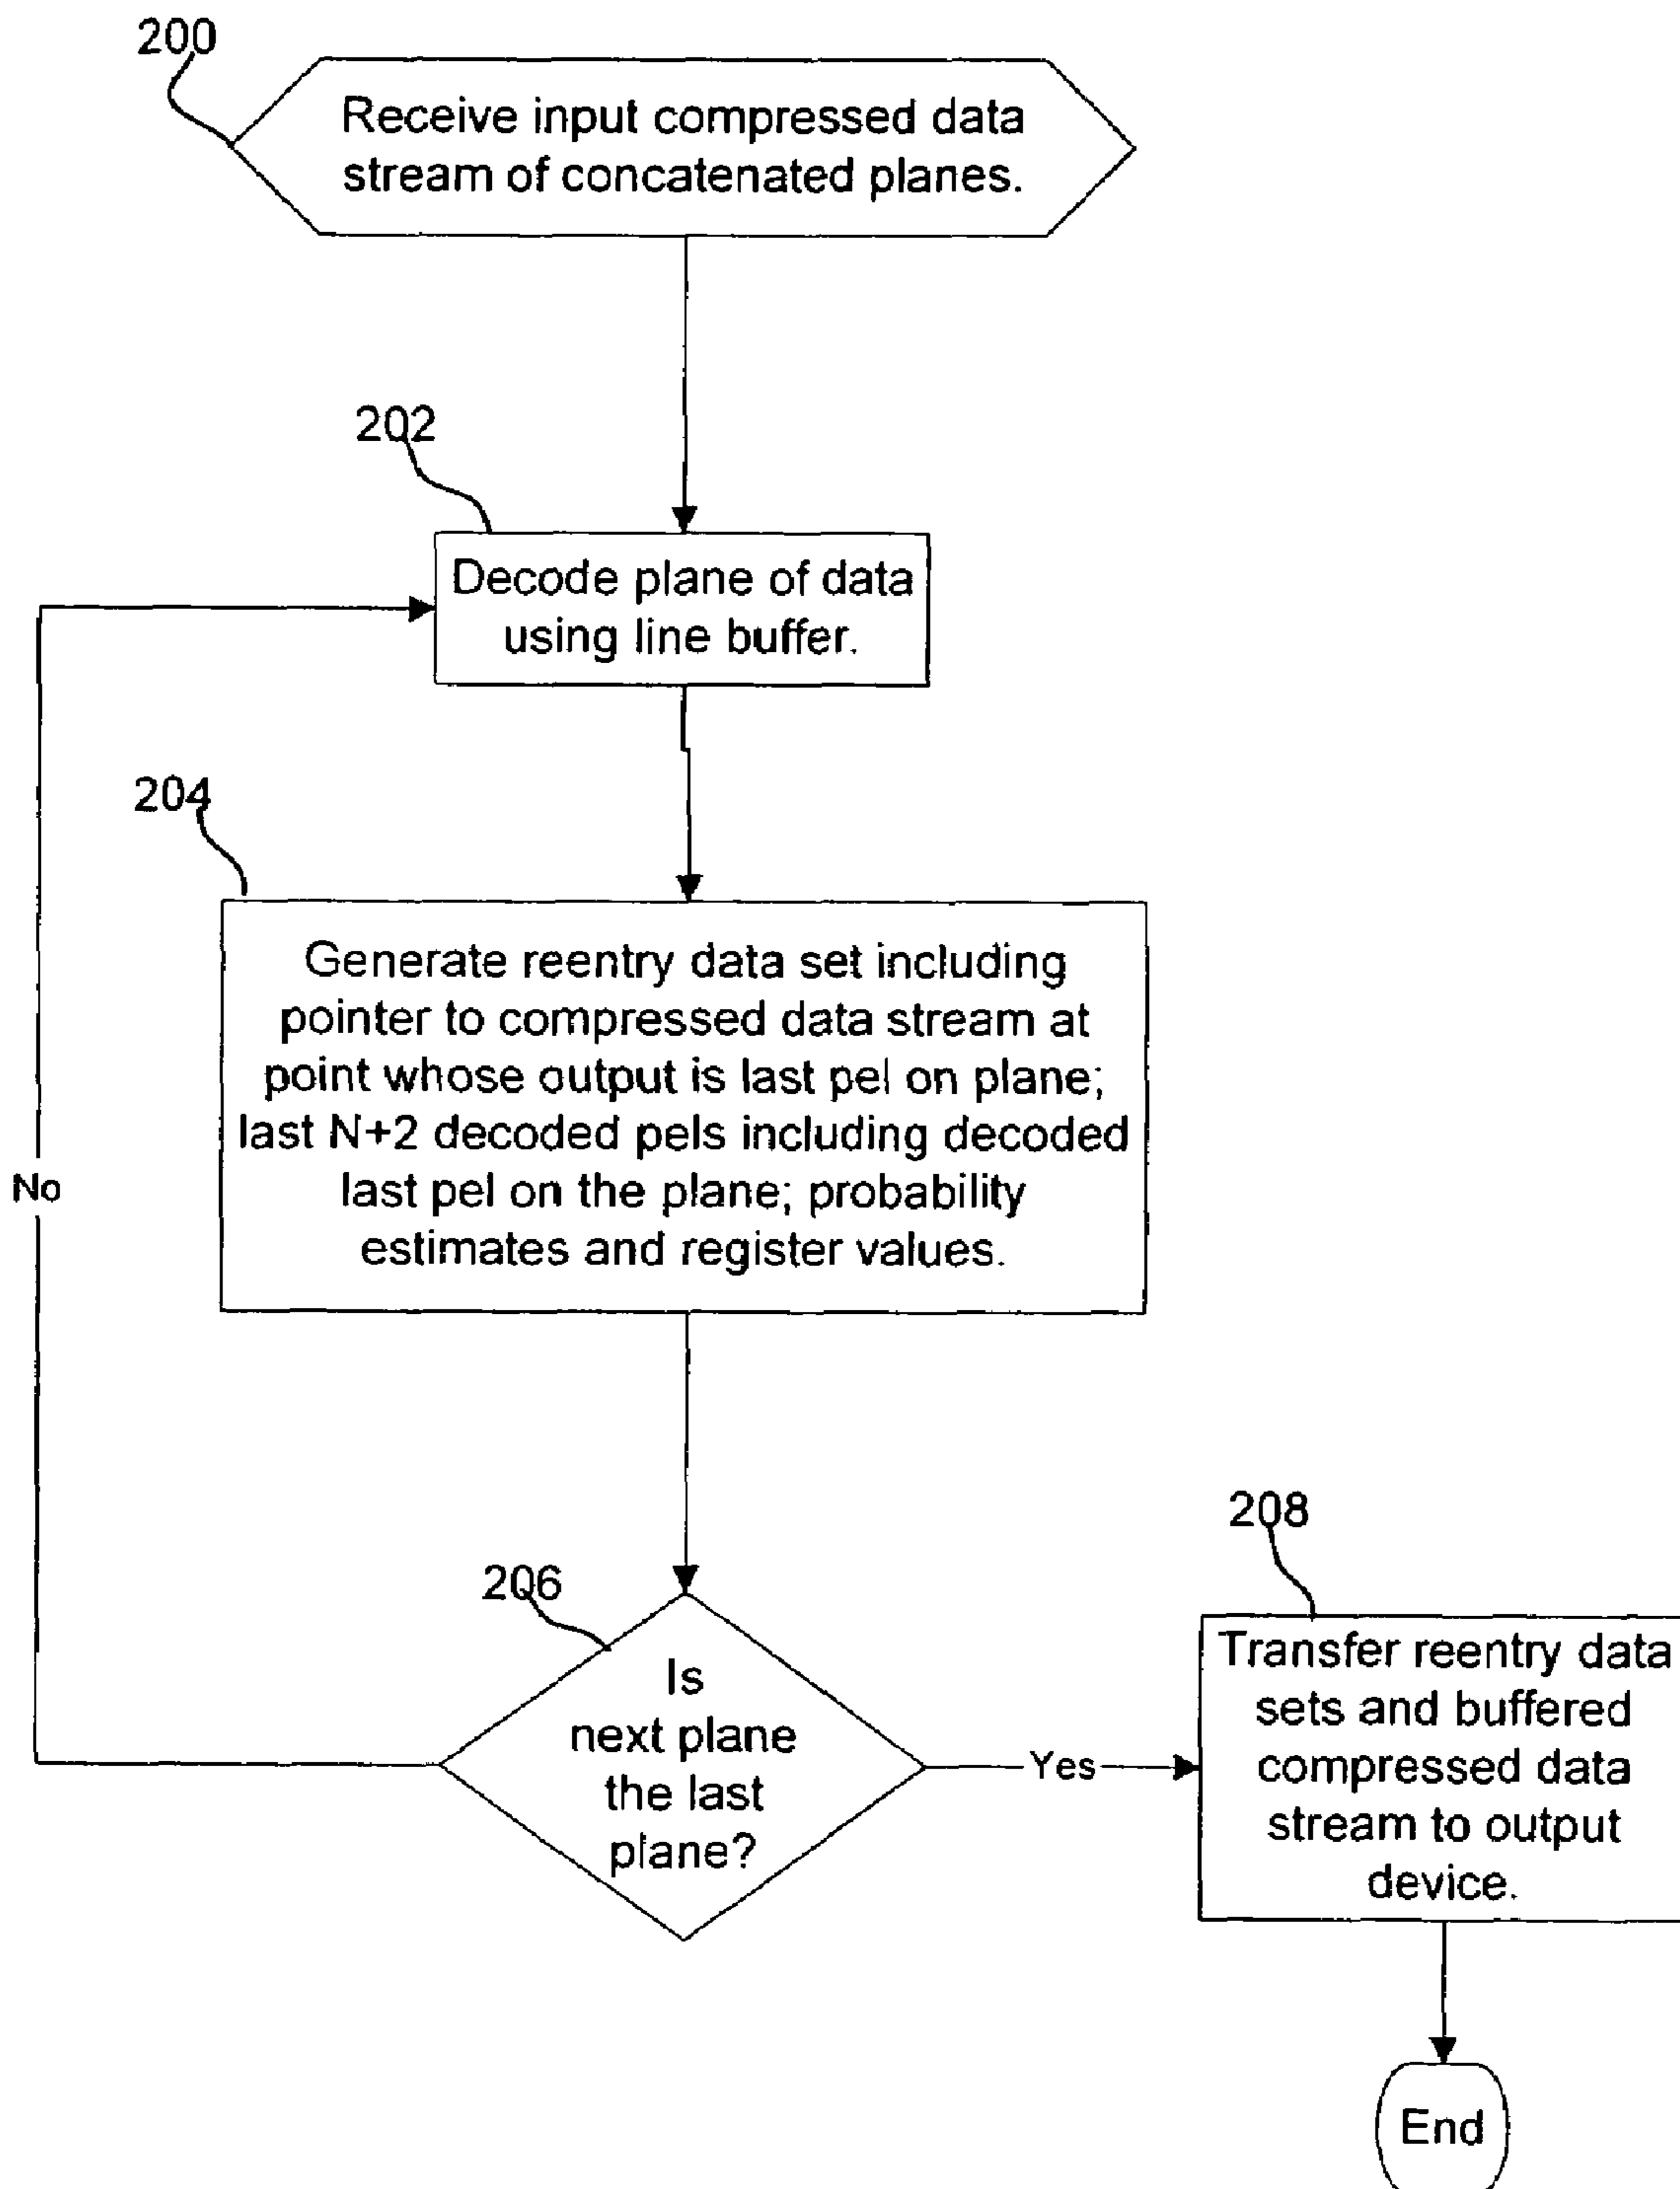 200
Receive input compressed data
stream of concatenated planes.
202
Decode plane of data
using line buffer.
204
Generate reentry data set including
pointer to compressed data stream at
point whose output is last pel on plane;
last N+2 decoded pels including decoded
last pel on the plane; probability
estimates and register values.
No
206
Is
next plane
the last
plane?
Yes
208
Transfer reentry data
sets and buffered
compressed data
stream to output
device.
End